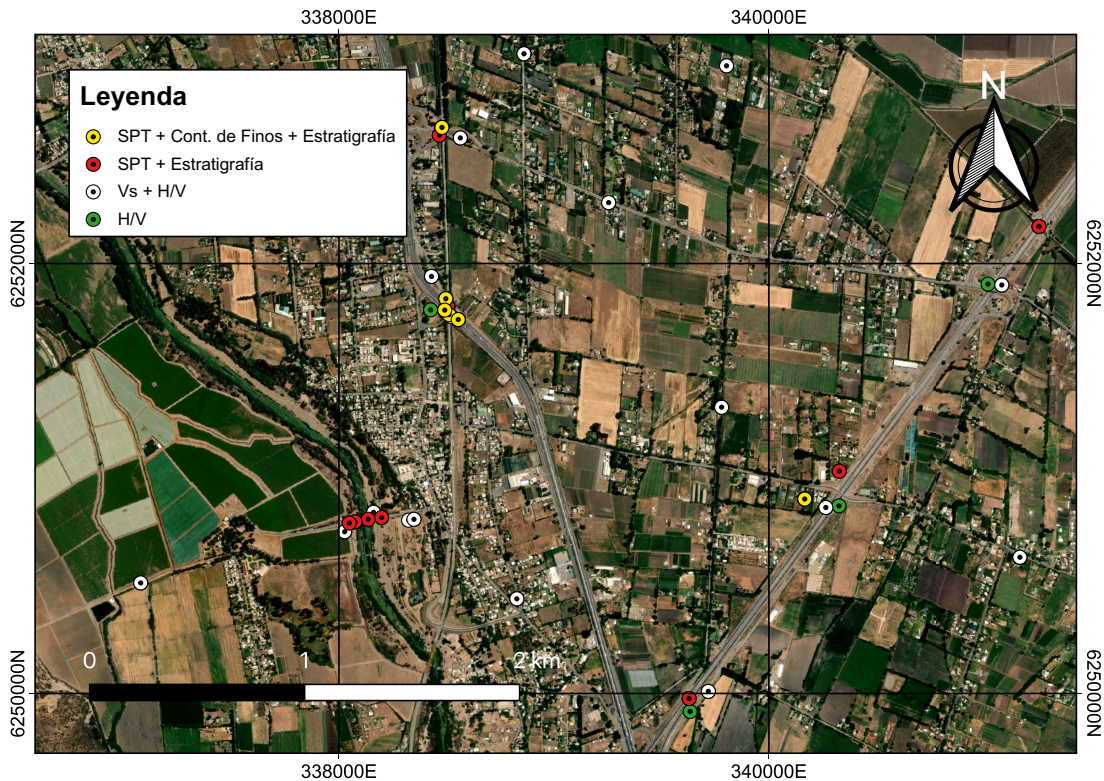 338000E 340000E
Leyenda
SPT + Cont. de Finos + Estratigrafía
SPT + Estratigrafía
Vs + H/V
H/V
N
6252000N 6252000N
0 1 2 km
6250000N 6250000N
338000E 340000E